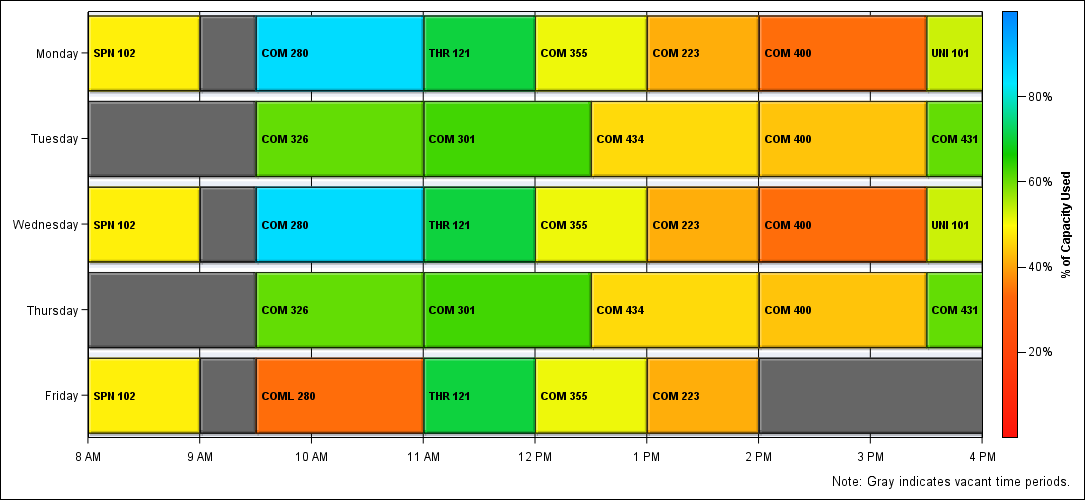 Monday SPN 102 COM 280 THR 121 COM 355 COM 223 COM 400 UNI 101
Tuesday COM 326 COM 301 COM 434 COM 400 COM 431
Wednesday SPN 102 COM 280 THR 121 COM 355 COM 223 COM 400 UNI 101
Thursday COM 326 COM 301 COM 434 COM 400 COM 431
Friday SPN 102 COML 280 THR 121 COM 355 COM 223
8 AM 9 AM 10 AM 11 AM 12 PM 1 PM 2 PM 3 PM 4 PM
80%
60%
40%
20%
% of Capacity Used
Note: Gray indicates vacant time periods.